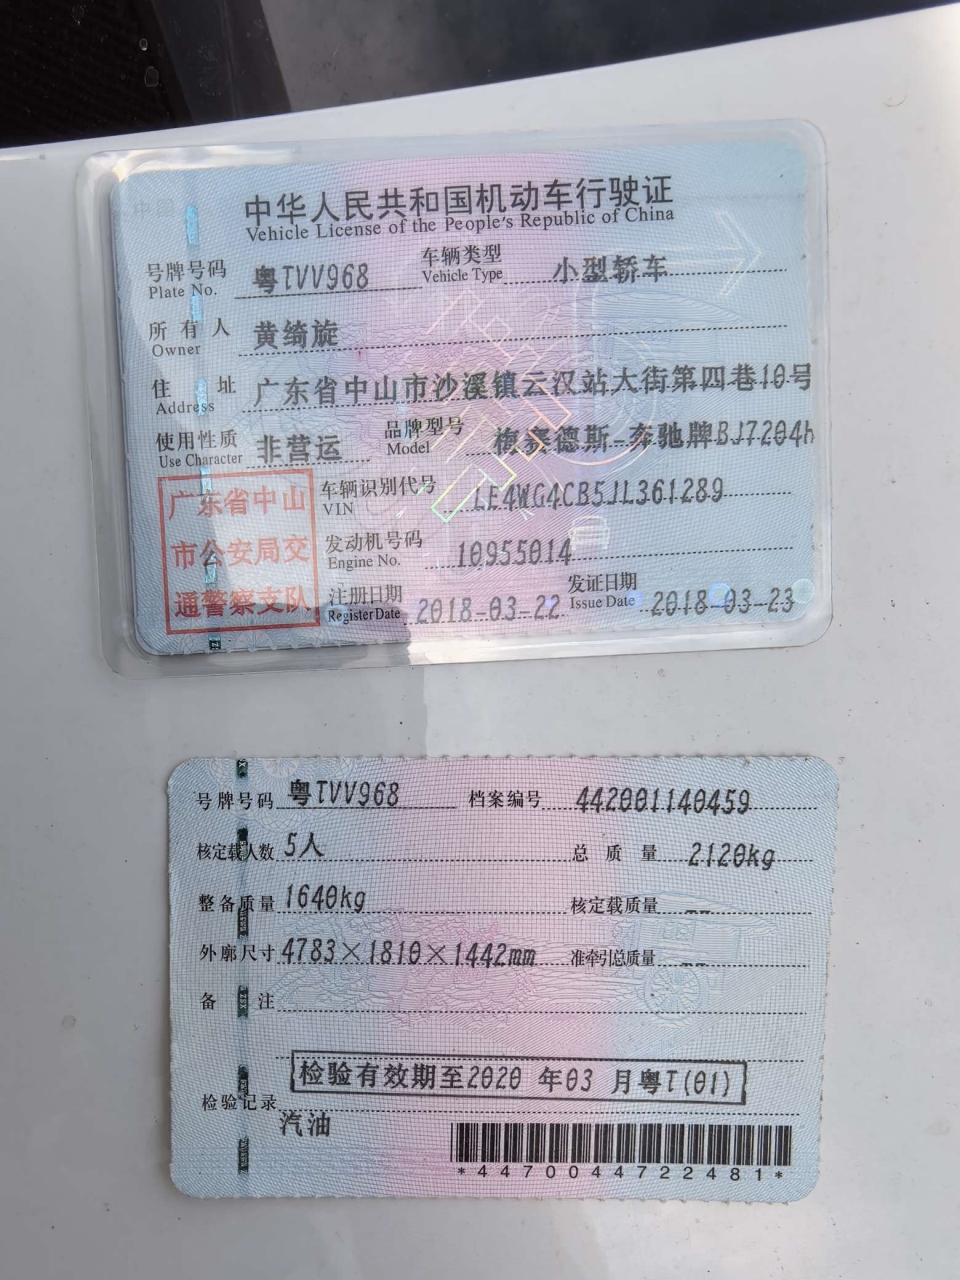 中华人民共和国机动车行驶证
Vehicle License of the People's Republic of China
号牌号码 Plate No. 粤TVV968 车辆类型 Vehicle Type 小型轿车
所有人 Owner 黄绮旋
住址 Address 广东省中山市沙溪镇云汉站大街第四巷10号
使用性质 Use Character 非营运 品牌型号 Model 梅赛德斯-奔驰牌BJ7204h
广东省中山
市公安局交
通警察支队
车辆识别代号 VIN LE4WG4CB5JL361289
发动机号码 Engine No. 10955014
注册日期 Register Date 2018-03-22 发证日期 Issue Date 2018-03-23
号牌号码 粤TVV968 档案编号 442001140459
核定载人数 5人 总质量 2120kg
整备质量 1640kg 核定载质量 --
外廓尺寸 4783×1810×1442mm 准牵引总质量 --
备注
检验有效期至2020 年03 月粤T(01)
检验记录
汽油
*4470044722481*